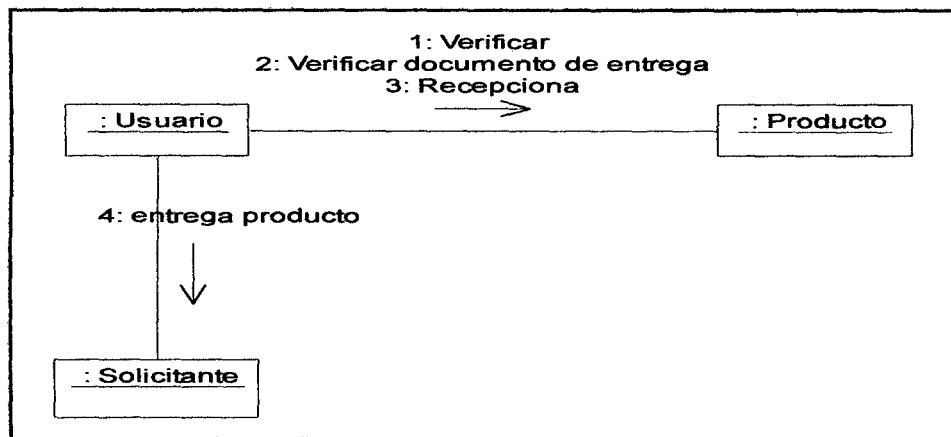 1: Verificar
2: Verificar documento de entrega
3: Recepciona
: Usuario
: Producto
4: entrega producto
: Solicitante